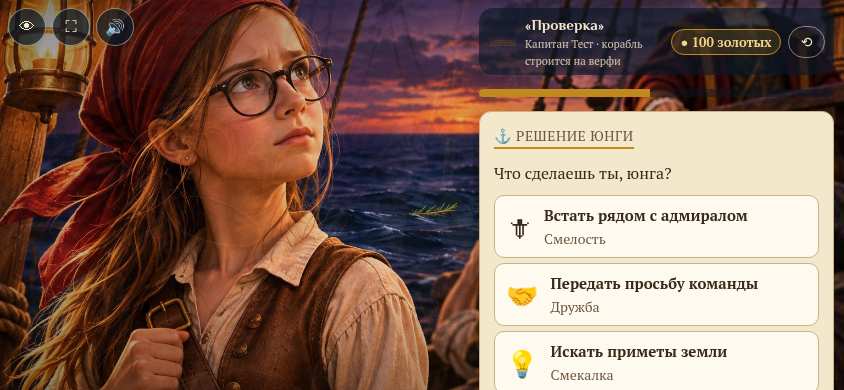 «Проверка»
Капитан Тест · корабль
строится на верфи
100 золотых
РЕШЕНИЕ ЮНГИ
Что сделаешь ты, юнга?
Встать рядом с адмиралом
Смелость
Передать просьбу команды
Дружба
Искать приметы земли
Смекалка